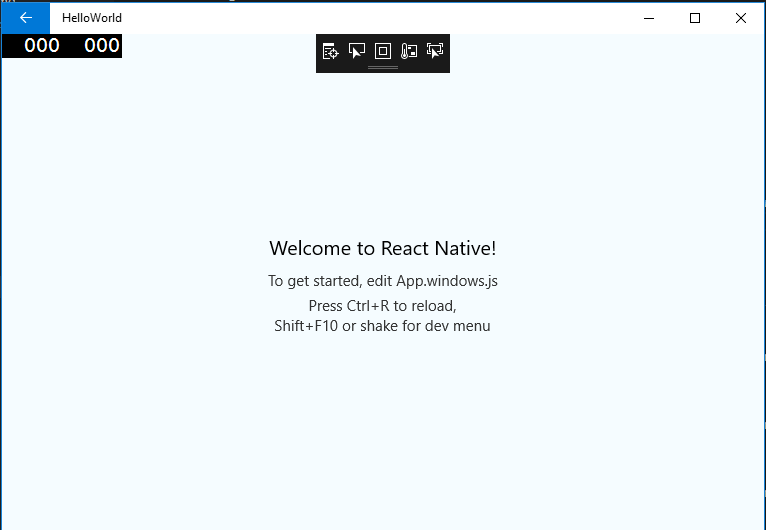 HelloWorld
000 000
Welcome to React Native!
To get started, edit App.windows.js
Press Ctrl+R to reload,
Shift+F10 or shake for dev menu